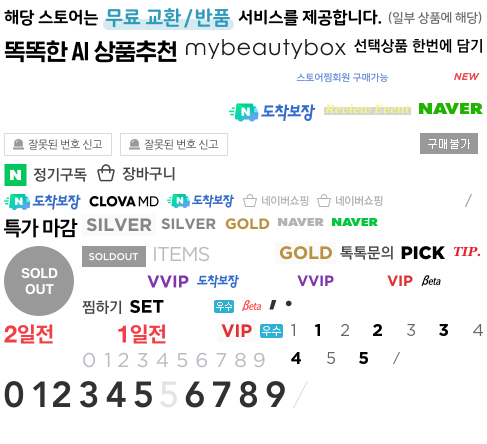 해당 스토어는 무료 교환/반품 서비스를 제공합니다. (일부 상품에 해당)
똑똑한 AI 상품추천 mybeautybox 선택상품 한번에 담기
스토어찜회원 구매가능 NEW
N 도착보장 Review Event NAVER
잘못된 번호 신고 잘못된 번호 신고 구매불가
N 정기구독 장바구니
N 도착보장 CLOVA MD N 도착보장 네이버쇼핑 네이버쇼핑 /
특가 마감 SILVER SILVER GOLD NAVER NAVER
SOLD OUT SOLDOUT ITEMS GOLD 톡톡문의 PICK TIP.
VVIP 도착보장 VVIP VIP βeta
찜하기 SET 우수 βeta / •
2일전 1일전 VIP 우수 1 1 2 2 3 3 4
0 1 2 3 4 5 6 7 8 9 4 5 5 /
0 1 2 3 4 5 5 6 7 8 9 /